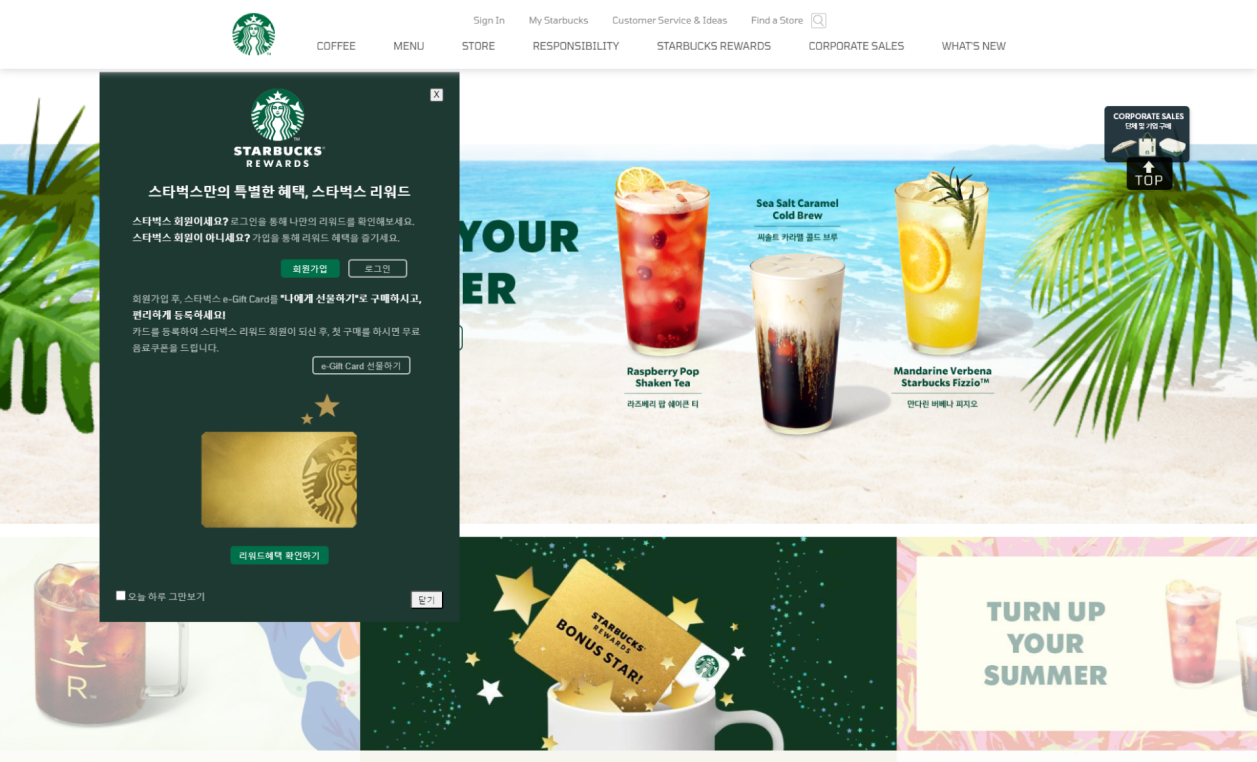 Sign In
My Starbucks
Customer Service & Ideas
Find a Store
COFFEE
MENU
STORE
RESPONSIBILITY
STARBUCKS REWARDS
CORPORATE SALES
WHAT'S NEW
X
STARBUCKS™
REWARDS
스타벅스만의 특별한 혜택, 스타벅스 리워드
스타벅스 회원이세요? 로그인을 통해 나만의 리워드를 확인해보세요.
스타벅스 회원이 아니세요? 가입을 통해 리워드 혜택을 즐기세요.
회원가입
로그인
회원가입 후, 스타벅스 e-Gift Card를 "나에게 선물하기"로 구매하시고,
편리하게 등록하세요!
카드를 등록하여 스타벅스 리워드 회원이 되신 후, 첫 구매를 하시면 무료
음료쿠폰을 드립니다.
e-Gift Card 선물하기
리워드혜택 확인하기
오늘 하루 그만보기
닫기
YOUR
ER
Raspberry Pop
Shaken Tea
라즈베리 팝 쉐이큰 티
Sea Salt Caramel
Cold Brew
씨솔트 카라멜 콜드 브루
Mandarine Verbena
Starbucks Fizzio™
만다린 버베나 피지오
CORPORATE SALES
단체 및 기업 구매
TOP
R
STARBUCKS
REWARDS
BONUS STAR!
TURN UP
YOUR
SUMMER